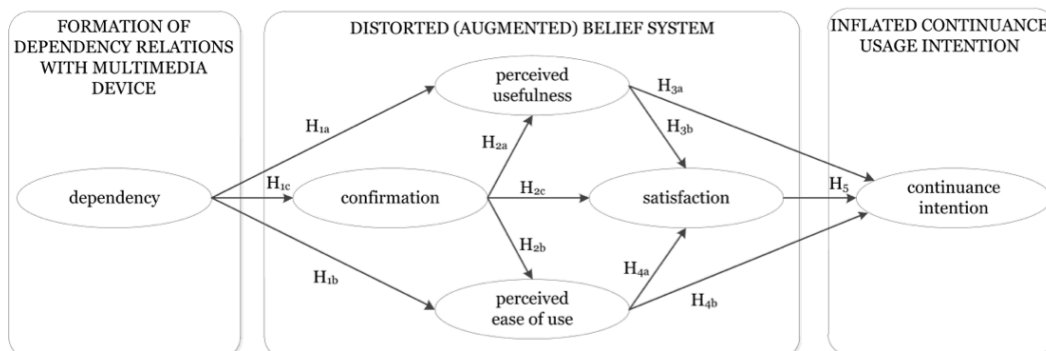 FORMATION OF
DEPENDENCY RELATIONS
WITH MULTIMEDIA
DEVICE
DISTORTED (AUGMENTED) BELIEF SYSTEM
INFLATED CONTINUANCE
USAGE INTENTION
perceived
usefulness
H3a
H1a
H3b
H2a
dependency
H1c
confirmation
H2c
satisfaction
H5
continuance
intention
H2b
H1b
H4a
H4b
perceived
ease of use